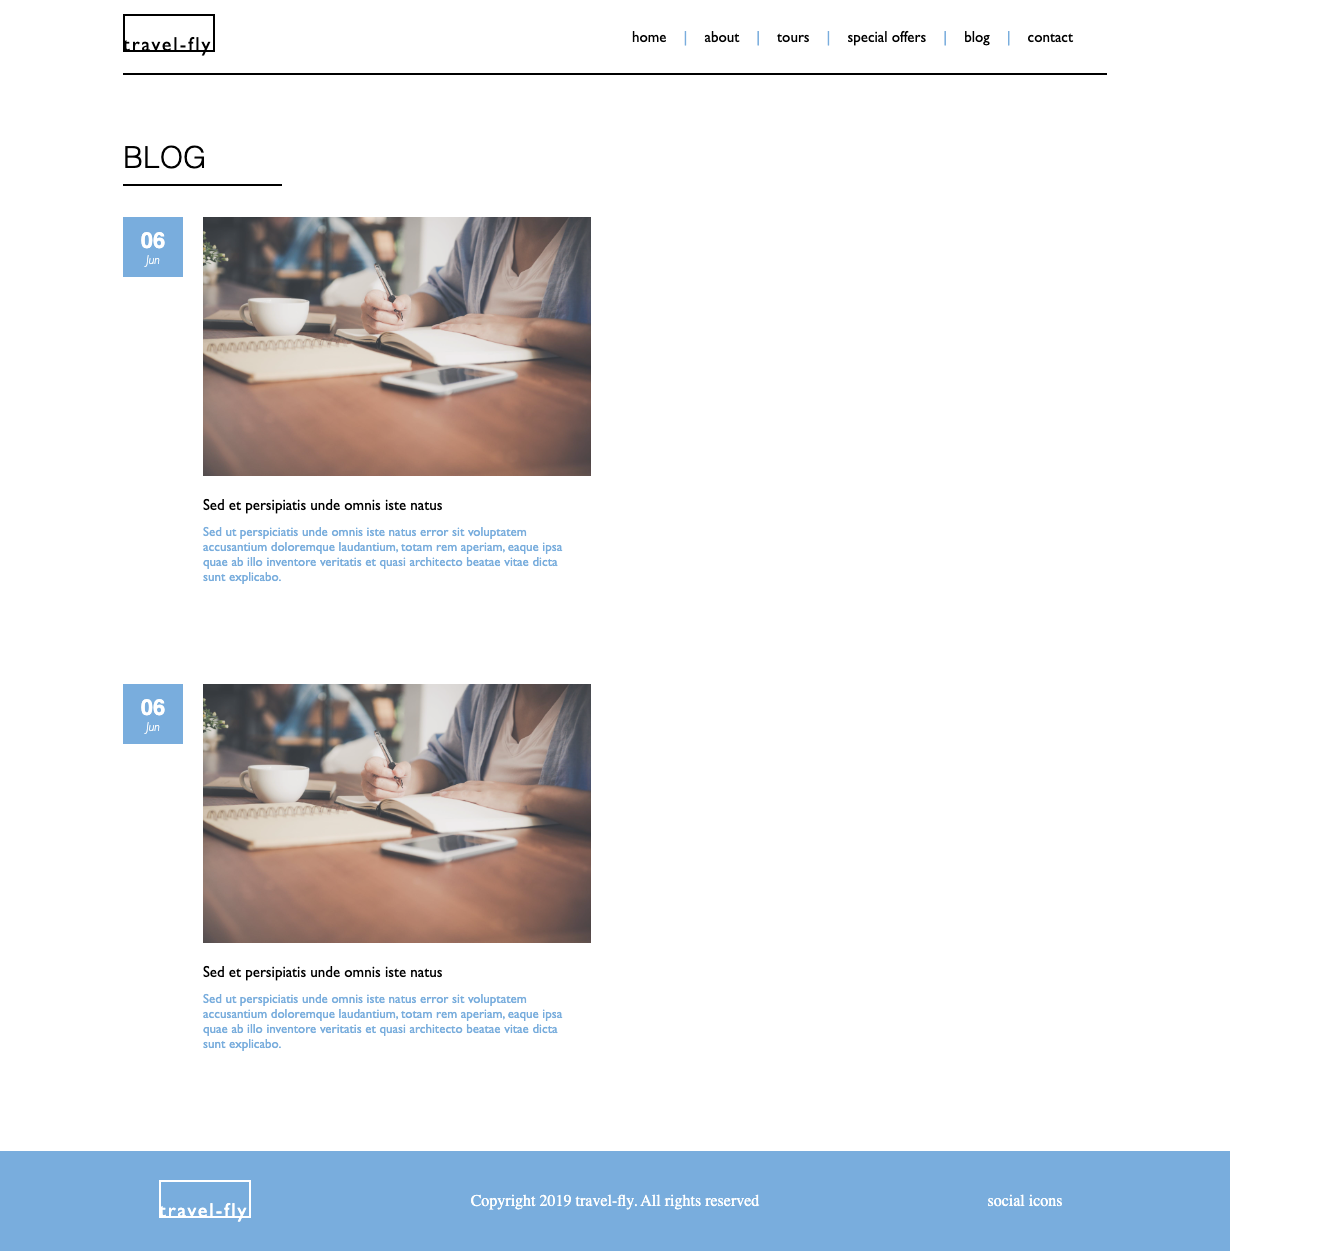 travel-fly
home | about | tours | special offers | blog | contact
BLOG
06
Jun
Sed et persipiatis unde omnis iste natus
Sed ut perspiciatis unde omnis iste natus error sit voluptatem
accusantium doloremque laudantium, totam rem aperiam, eaque ipsa
quae ab illo inventore veritatis et quasi architecto beatae vitae dicta
sunt explicabo.
06
Jun
Sed et persipiatis unde omnis iste natus
Sed ut perspiciatis unde omnis iste natus error sit voluptatem
accusantium doloremque laudantium, totam rem aperiam, eaque ipsa
quae ab illo inventore veritatis et quasi architecto beatae vitae dicta
sunt explicabo.
travel-fly
Copyright 2019 travel-fly. All rights reserved
social icons